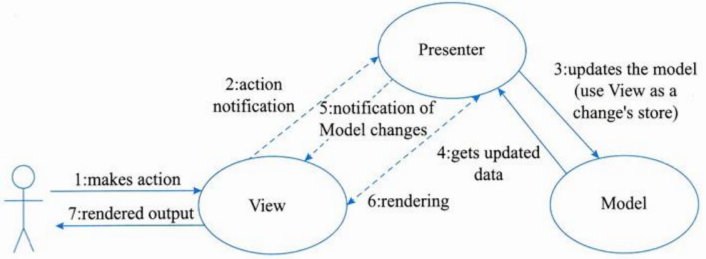 Presenter
3:updates the model
(use View as a
change's store)
2:action
notification
5:notification of
Model changes
4:gets updated
data
1:makes action
View
6:rendering
Model
7:rendered output